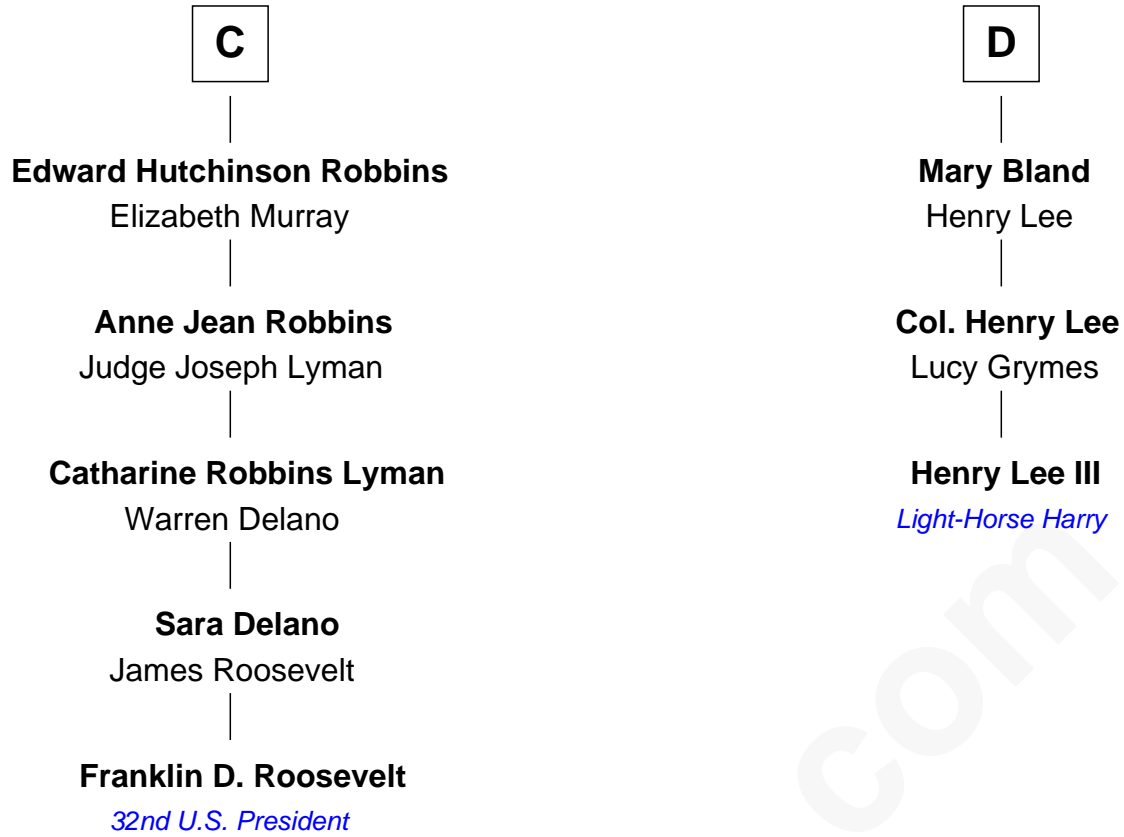 C
Edward Hutchinson Robbins
Elizabeth Murray
Anne Jean Robbins
Judge Joseph Lyman
Catharine Robbins Lyman
Warren Delano
Sara Delano
James Roosevelt
Franklin D. Roosevelt
32nd U.S. President
D
Mary Bland
Henry Lee
Col. Henry Lee
Lucy Grymes
Henry Lee III
Light-Horse Harry
com